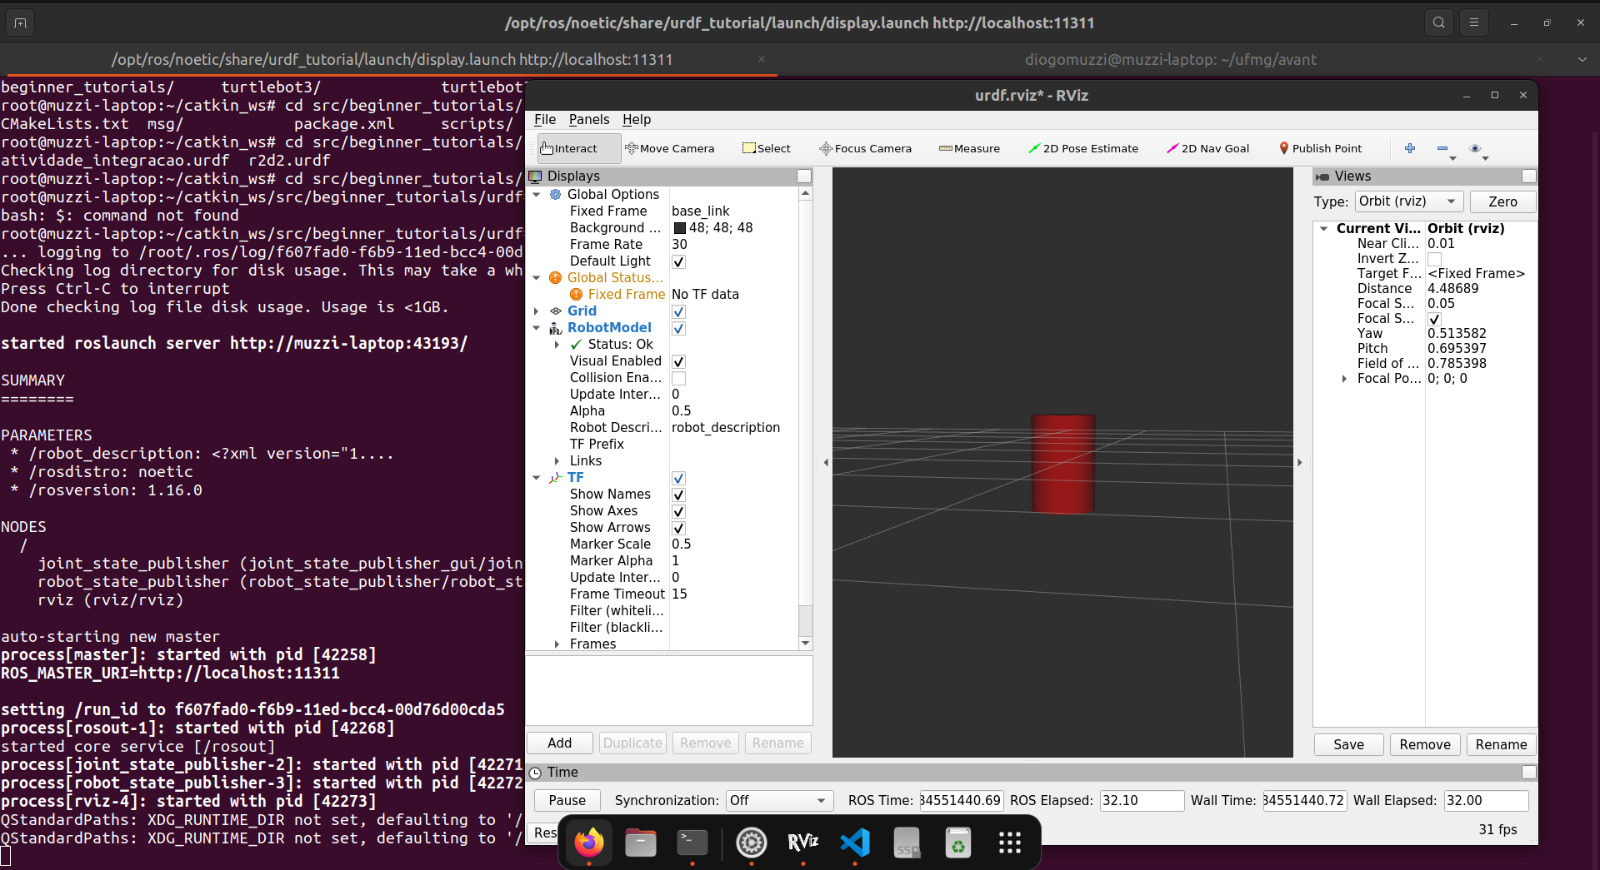 /opt/ros/noetic/share/urdf_tutorial/launch/display.launch http://localhost:11311
/opt/ros/noetic/share/urdf_tutorial/launch/display.launch http://localhost:11311
diogomuzzi@muzzi-laptop: ~/ufmg/avant
beginner_tutorials/ turtlebot3/ turtlebot
root@muzzi-laptop:~/catkin_ws# cd src/beginner_tutorials/
CMakeLists.txt msg/ package.xml scripts/
root@muzzi-laptop:~/catkin_ws# cd src/beginner_tutorials/
atividade_integracao.urdf r2d2.urdf
root@muzzi-laptop:~/catkin_ws# cd src/beginner_tutorials/
root@muzzi-laptop:~/catkin_ws/src/beginner_tutorials/urdf
bash: $: command not found
root@muzzi-laptop:~/catkin_ws/src/beginner_tutorials/urdf
... logging to /root/.ros/log/f607fad0-f6b9-11ed-bcc4-00d
Checking log directory for disk usage. This may take a wh
Press Ctrl-C to interrupt
Done checking log file disk usage. Usage is <1GB.
started roslaunch server http://muzzi-laptop:43193/
SUMMARY
========
PARAMETERS
* /robot_description: <?xml version="1....
* /rosdistro: noetic
* /rosversion: 1.16.0
NODES
/
joint_state_publisher (joint_state_publisher_gui/join
robot_state_publisher (robot_state_publisher/robot_st
rviz (rviz/rviz)
auto-starting new master
process[master]: started with pid [42258]
ROS_MASTER_URI=http://localhost:11311
setting /run_id to f607fad0-f6b9-11ed-bcc4-00d76d00cda5
process[rosout-1]: started with pid [42268]
started core service [/rosout]
process[joint_state_publisher-2]: started with pid [42271
process[robot_state_publisher-3]: started with pid [42272
process[rviz-4]: started with pid [42273]
QStandardPaths: XDG_RUNTIME_DIR not set, defaulting to '/
QStandardPaths: XDG_RUNTIME_DIR not set, defaulting to '/
urdf.rviz* - RViz
File Panels Help
Interact Move Camera Select Focus Camera Measure 2D Pose Estimate 2D Nav Goal Publish Point
Displays
Global Options
Fixed Frame base_link
Background ... 48; 48; 48
Frame Rate 30
Default Light
Global Status...
Fixed Frame No TF data
Grid
RobotModel
Status: Ok
Visual Enabled
Collision Ena...
Update Inter... 0
Alpha 0.5
Robot Descri... robot_description
TF Prefix
Links
TF
Show Names
Show Axes
Show Arrows
Marker Scale 0.5
Marker Alpha 1
Update Inter... 0
Frame Timeout 15
Filter (whiteli...
Filter (blackli...
Frames
Add Duplicate Remove Rename
Views
Type: Orbit (rviz) Zero
Current Vi... Orbit (rviz)
Near Cli... 0.01
Invert Z...
Target F... <Fixed Frame>
Distance 4.48689
Focal S... 0.05
Focal S...
Yaw 0.513582
Pitch 0.695397
Field of ... 0.785398
Focal Po... 0; 0; 0
Save Remove Rename
Time
Pause Synchronization: Off ROS Time: 34551440.69 ROS Elapsed: 32.10 Wall Time: 34551440.72 Wall Elapsed: 32.00
Res
31 fps
RViz
SSD